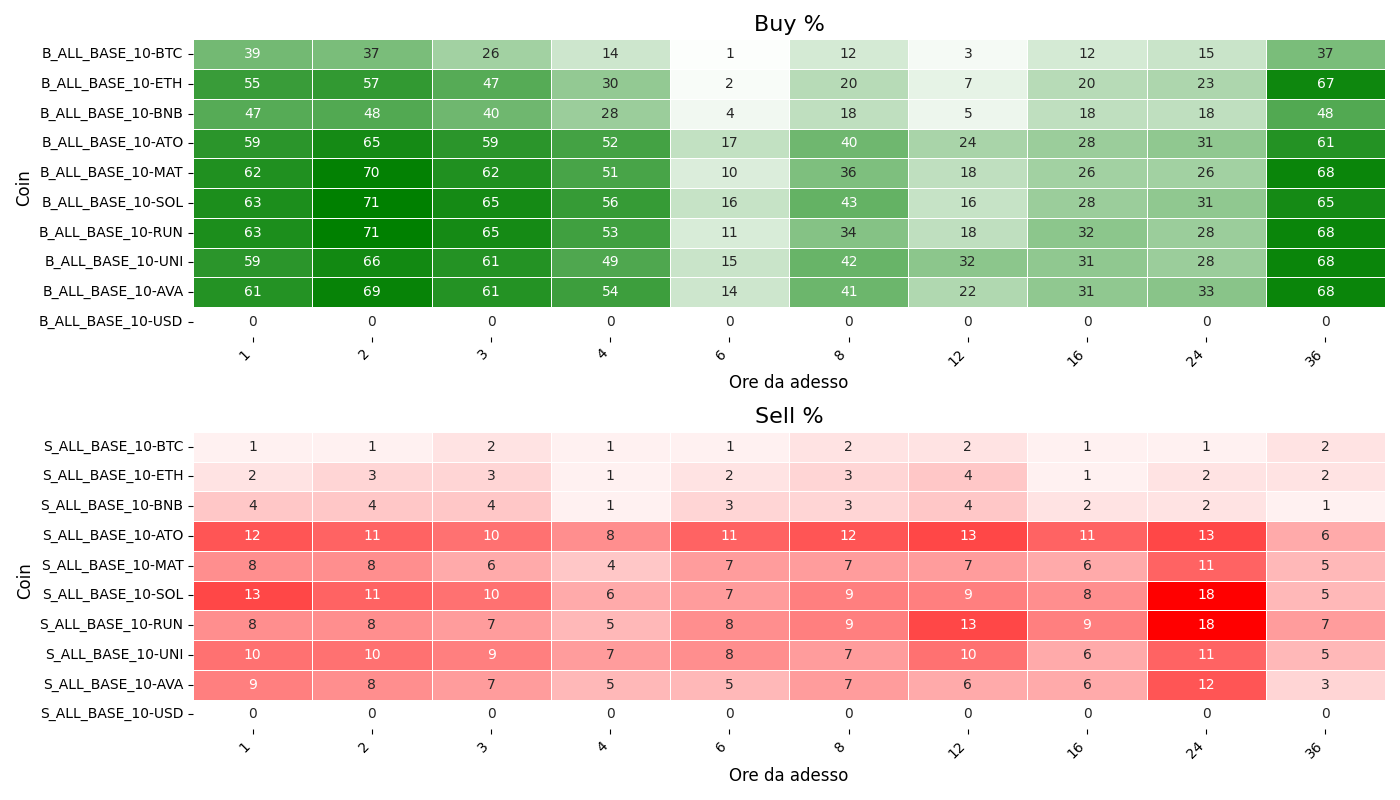 Buy %
Coin
B_ALL_BASE_10-BTC 39 37 26 14 1 12 3 12 15 37
B_ALL_BASE_10-ETH 55 57 47 30 2 20 7 20 23 67
B_ALL_BASE_10-BNB 47 48 40 28 4 18 5 18 18 48
B_ALL_BASE_10-ATO 59 65 59 52 17 40 24 28 31 61
B_ALL_BASE_10-MAT 62 70 62 51 10 36 18 26 26 68
B_ALL_BASE_10-SOL 63 71 65 56 16 43 16 28 31 65
B_ALL_BASE_10-RUN 63 71 65 53 11 34 18 32 28 68
B_ALL_BASE_10-UNI 59 66 61 49 15 42 32 31 28 68
B_ALL_BASE_10-AVA 61 69 61 54 14 41 22 31 33 68
B_ALL_BASE_10-USD 0 0 0 0 0 0 0 0 0 0
1 2 3 4 6 8 12 16 24 36
Ore da adesso
Sell %
Coin
S_ALL_BASE_10-BTC 1 1 2 1 1 2 2 1 1 2
S_ALL_BASE_10-ETH 2 3 3 1 2 3 4 1 2 2
S_ALL_BASE_10-BNB 4 4 4 1 3 3 4 2 2 1
S_ALL_BASE_10-ATO 12 11 10 8 11 12 13 11 13 6
S_ALL_BASE_10-MAT 8 8 6 4 7 7 7 6 11 5
S_ALL_BASE_10-SOL 13 11 10 6 7 9 9 8 18 5
S_ALL_BASE_10-RUN 8 8 7 5 8 9 13 9 18 7
S_ALL_BASE_10-UNI 10 10 9 7 8 7 10 6 11 5
S_ALL_BASE_10-AVA 9 8 7 5 5 7 6 6 12 3
S_ALL_BASE_10-USD 0 0 0 0 0 0 0 0 0 0
1 2 3 4 6 8 12 16 24 36
Ore da adesso